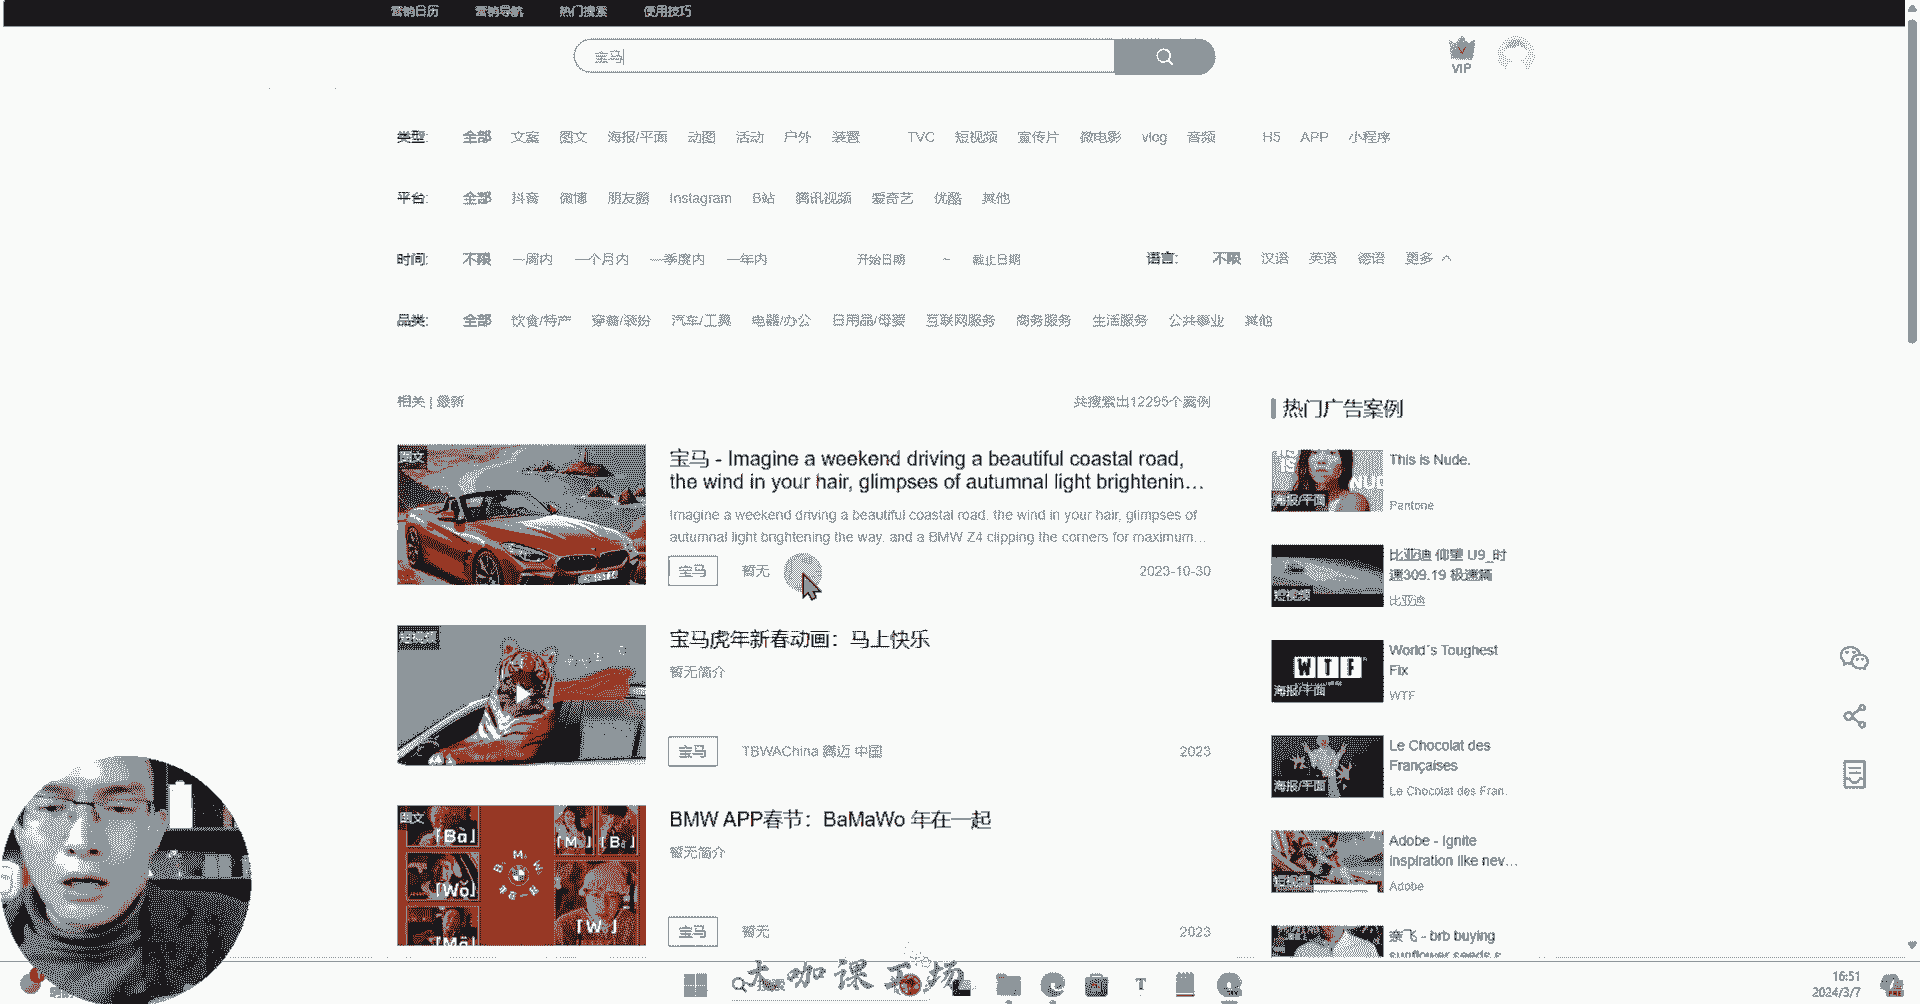 营销日历 营销导航 热门搜索 使用技巧
宝马
VIP
类型: 全部 文案 图文 海报/平面 动图 活动 户外 装置 TVC 短视频 宣传片 微电影 vlog 音频 H5 APP 小程序
平台: 全部 抖音 微博 朋友圈 Instagram B站 腾讯视频 爱奇艺 优酷 其他
时间: 不限 一周内 一个月内 一季度内 一年内 开始日期 ~ 截止日期 语言: 不限 汉语 英语 德语 更多
品类: 全部 饮食/特产 穿着/装扮 汽车/工具 电器/办公 日用品/母婴 互联网服务 商务服务 生活服务 公共事业 其他
相关 | 最新
共搜索出12295个案例
图文
宝马 - Imagine a weekend driving a beautiful coastal road,
the wind in your hair, glimpses of autumnal light brightenin...
Imagine a weekend driving a beautiful coastal road, the wind in your hair, glimpses of
autumnal light brightening the way, and a BMW Z4 clipping the corners for maximum...
宝马 暂无 2023-10-30
短视频
宝马虎年新春动画：马上快乐
暂无简介
宝马 TBWAChina 腾迈 中国 2023
图文
「Bā」
「Wǒ」
「Mǎ」
BMW APP春节：BaMaWo 年在一起
暂无简介
宝马 暂无 2023
热门广告案例
海报/平面
This is Nude.
Pantone
短视频
比亚迪 仰望 U9_时
速309.19 极速篇
比亚迪
WTF
海报/平面
World´s Toughest
Fix
WTF
海报/平面
Le Chocolat des
Françaises
Le Chocolat des Fran.
短视频
Adobe - Ignite
inspiration like nev...
Adobe
奈飞 - brb buying
sunflower seeds s
大咖课工场
16:51
2024/3/7